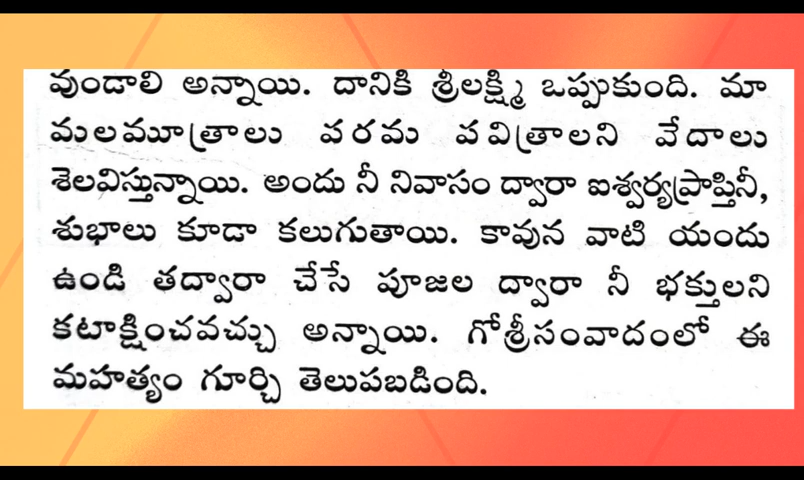 వుండాలి అన్నాయి. దానికి శ్రీలక్ష్మి ఒప్పుకుంది. మా
మలమూత్రాలు పరమ పవిత్రాలని వేదాలు
శెలవిస్తున్నాయి. అందు నీ నివాసం ద్వారా ఐశ్వర్యప్రాప్తినీ,
శుభాలు కూడా కలుగుతాయి. కావున వాటి యందు
ఉండి తద్వారా చేసే పూజల ద్వారా నీ భక్తులని
కటాక్షించవచ్చు అన్నాయి. గోశ్రీసంవాదంలో ఈ
మహత్యం గూర్చి తెలుపబడింది.